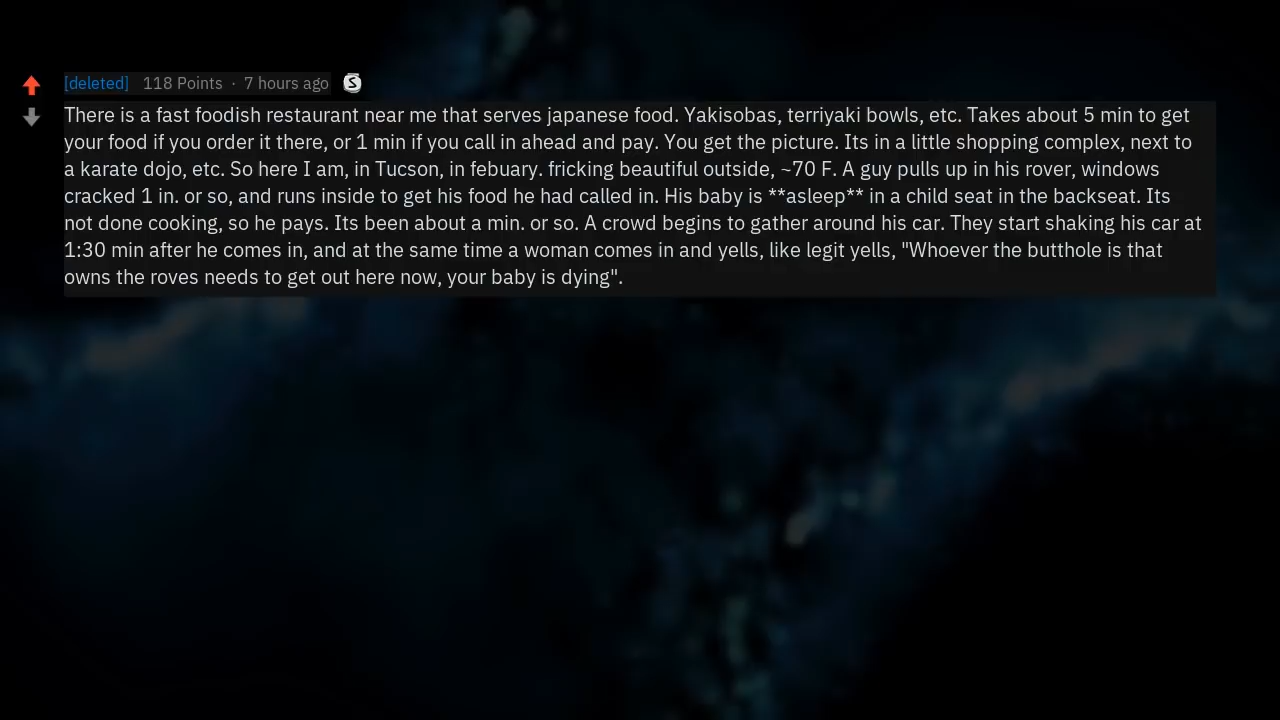 [deleted] 118 Points · 7 hours ago
There is a fast foodish restaurant near me that serves japanese food. Yakisobas, terriyaki bowls, etc. Takes about 5 min to get
your food if you order it there, or 1 min if you call in ahead and pay. You get the picture. Its in a little shopping complex, next to
a karate dojo, etc. So here I am, in Tucson, in febuary. fricking beautiful outside, ~70 F. A guy pulls up in his rover, windows
cracked 1 in. or so, and runs inside to get his food he had called in. His baby is **asleep** in a child seat in the backseat. Its
not done cooking, so he pays. Its been about a min. or so. A crowd begins to gather around his car. They start shaking his car at
1:30 min after he comes in, and at the same time a woman comes in and yells, like legit yells, "Whoever the butthole is that
owns the roves needs to get out here now, your baby is dying".